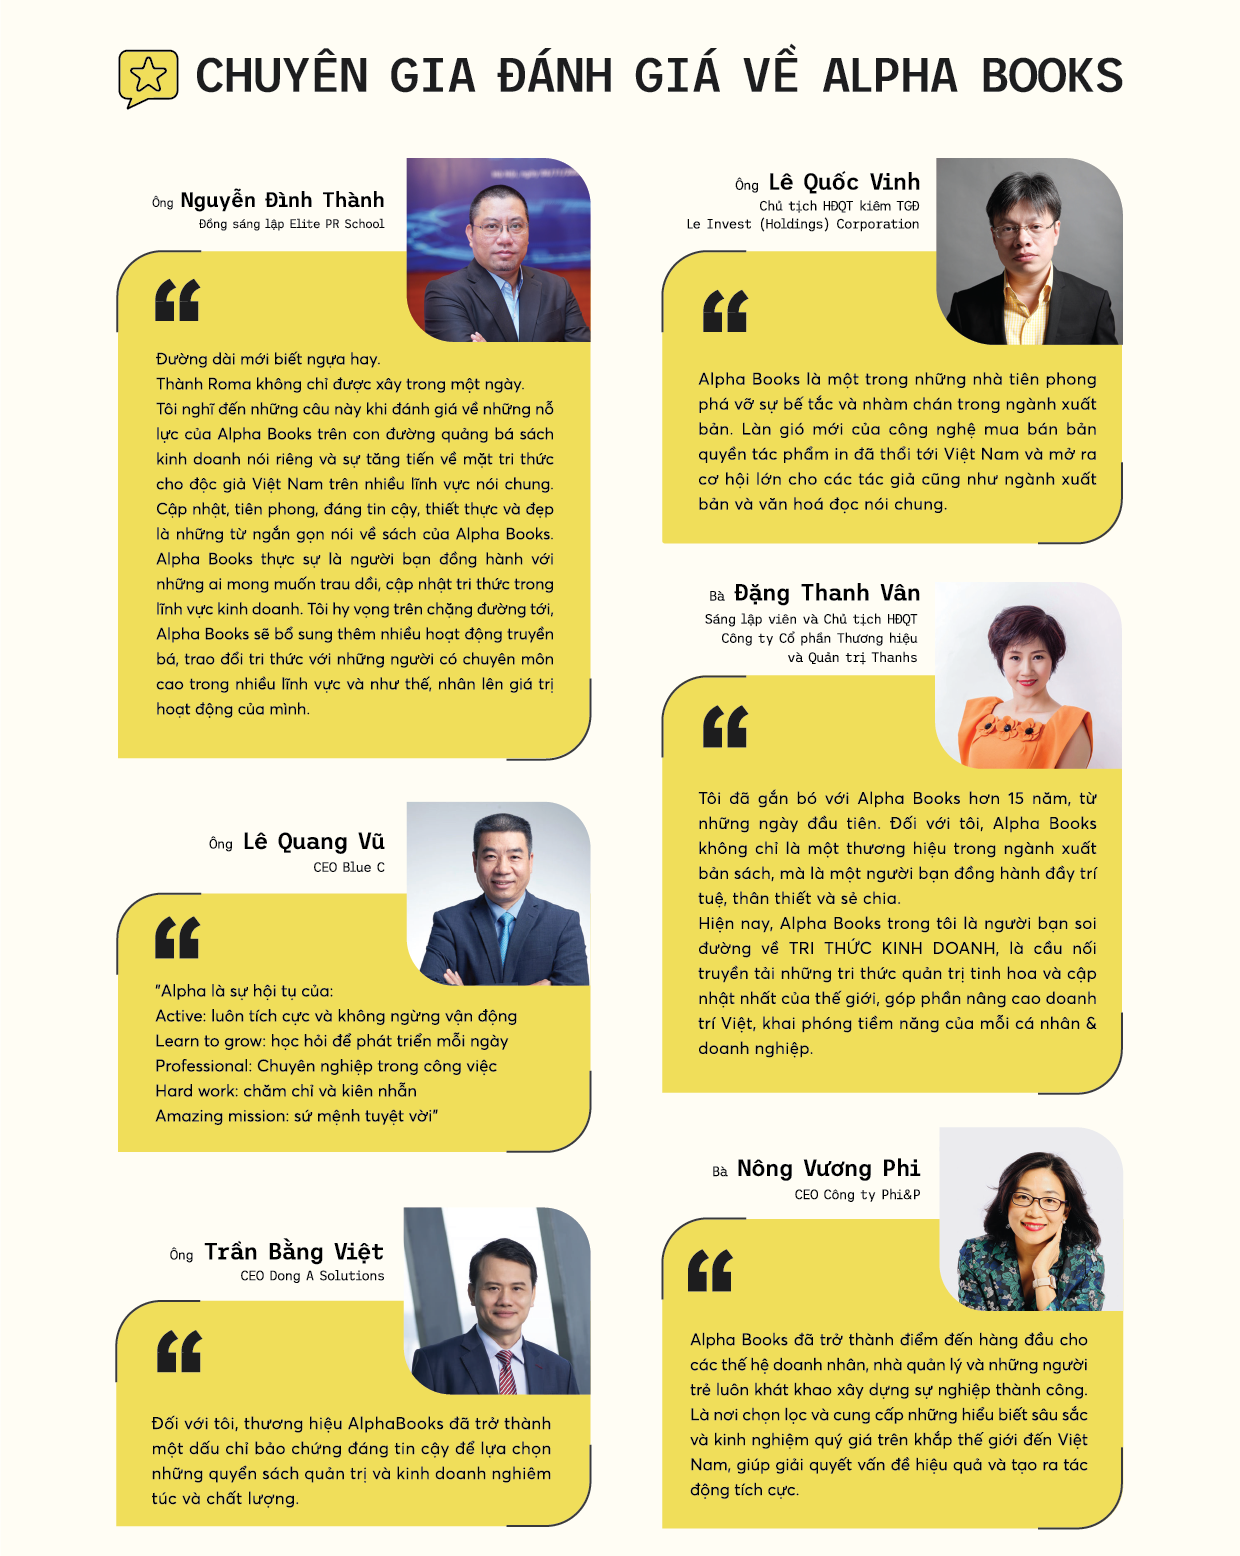 CHUYÊN GIA ĐÁNH GIÁ VỀ ALPHA BOOKS
Ông Nguyễn Đình Thành
Đồng sáng lập Elite PR School
Đường dài mới biết ngựa hay.
Thành Roma không chỉ được xây trong một ngày.
Tôi nghĩ đến những câu này khi đánh giá về những nỗ
lực của Alpha Books trên con đường quảng bá sách
kinh doanh nói riêng và sự tăng tiến về mặt tri thức
cho độc giả Việt Nam trên nhiều lĩnh vực nói chung.
Cập nhật, tiên phong, đáng tin cậy, thiết thực và đẹp
là những từ ngắn gọn nói về sách của Alpha Books.
Alpha Books thực sự là người bạn đồng hành với
những ai mong muốn trau dồi, cập nhật tri thức trong
lĩnh vực kinh doanh. Tôi hy vọng trên chặng đường tới,
Alpha Books sẽ bổ sung thêm nhiều hoạt động truyền
bá, trao đổi tri thức với những người có chuyên môn
cao trong nhiều lĩnh vực và như thế, nhân lên giá trị
hoạt động của mình.
Ông Lê Quang Vũ
CEO Blue C
"Alpha là sự hội tụ của:
Active: luôn tích cực và không ngừng vận động
Learn to grow: học hỏi để phát triển mỗi ngày
Professional: Chuyên nghiệp trong công việc
Hard work: chăm chỉ và kiên nhẫn
Amazing mission: sứ mệnh tuyệt vời"
Ông Trần Bằng Việt
CEO Dong A Solutions
Đối với tôi, thương hiệu AlphaBooks đã trở thành
một dấu chỉ bảo chứng đáng tin cậy để lựa chọn
những quyển sách quản trị và kinh doanh nghiêm
túc và chất lượng.
Ông Lê Quốc Vinh
Chủ tịch HĐQT kiêm TGĐ
Le Invest (Holdings) Corporation
Alpha Books là một trong những nhà tiên phong
phá vỡ sự bế tắc và nhàm chán trong ngành xuất
bản. Làn gió mới của công nghệ mua bán bản
quyền tác phẩm in đã thổi tới Việt Nam và mở ra
cơ hội lớn cho các tác giả cũng như ngành xuất
bản và văn hoá đọc nói chung.
Bà Đặng Thanh Vân
Sáng lập viên và Chủ tịch HĐQT
Công ty Cổ phần Thương hiệu
và Quản trị Thanhs
Tôi đã gắn bó với Alpha Books hơn 15 năm, từ
những ngày đầu tiên. Đối với tôi, Alpha Books
không chỉ là một thương hiệu trong ngành xuất
bản sách, mà là một người bạn đồng hành đầy trí
tuệ, thân thiết và sẻ chia.
Hiện nay, Alpha Books trong tôi là người bạn soi
đường về TRI THỨC KINH DOANH, là cầu nối
truyền tải những tri thức quản trị tinh hoa và cập
nhật nhất của thế giới, góp phần nâng cao doanh
trí Việt, khai phóng tiềm năng của mỗi cá nhân &
doanh nghiệp.
Bà Nông Vương Phi
CEO Công ty Phi&P
Alpha Books đã trở thành điểm đến hàng đầu cho
các thế hệ doanh nhân, nhà quản lý và những người
trẻ luôn khát khao xây dựng sự nghiệp thành công.
Là nơi chọn lọc và cung cấp những hiểu biết sâu sắc
và kinh nghiệm quý giá trên khắp thế giới đến Việt
Nam, giúp giải quyết vấn đề hiệu quả và tạo ra tác
động tích cực.